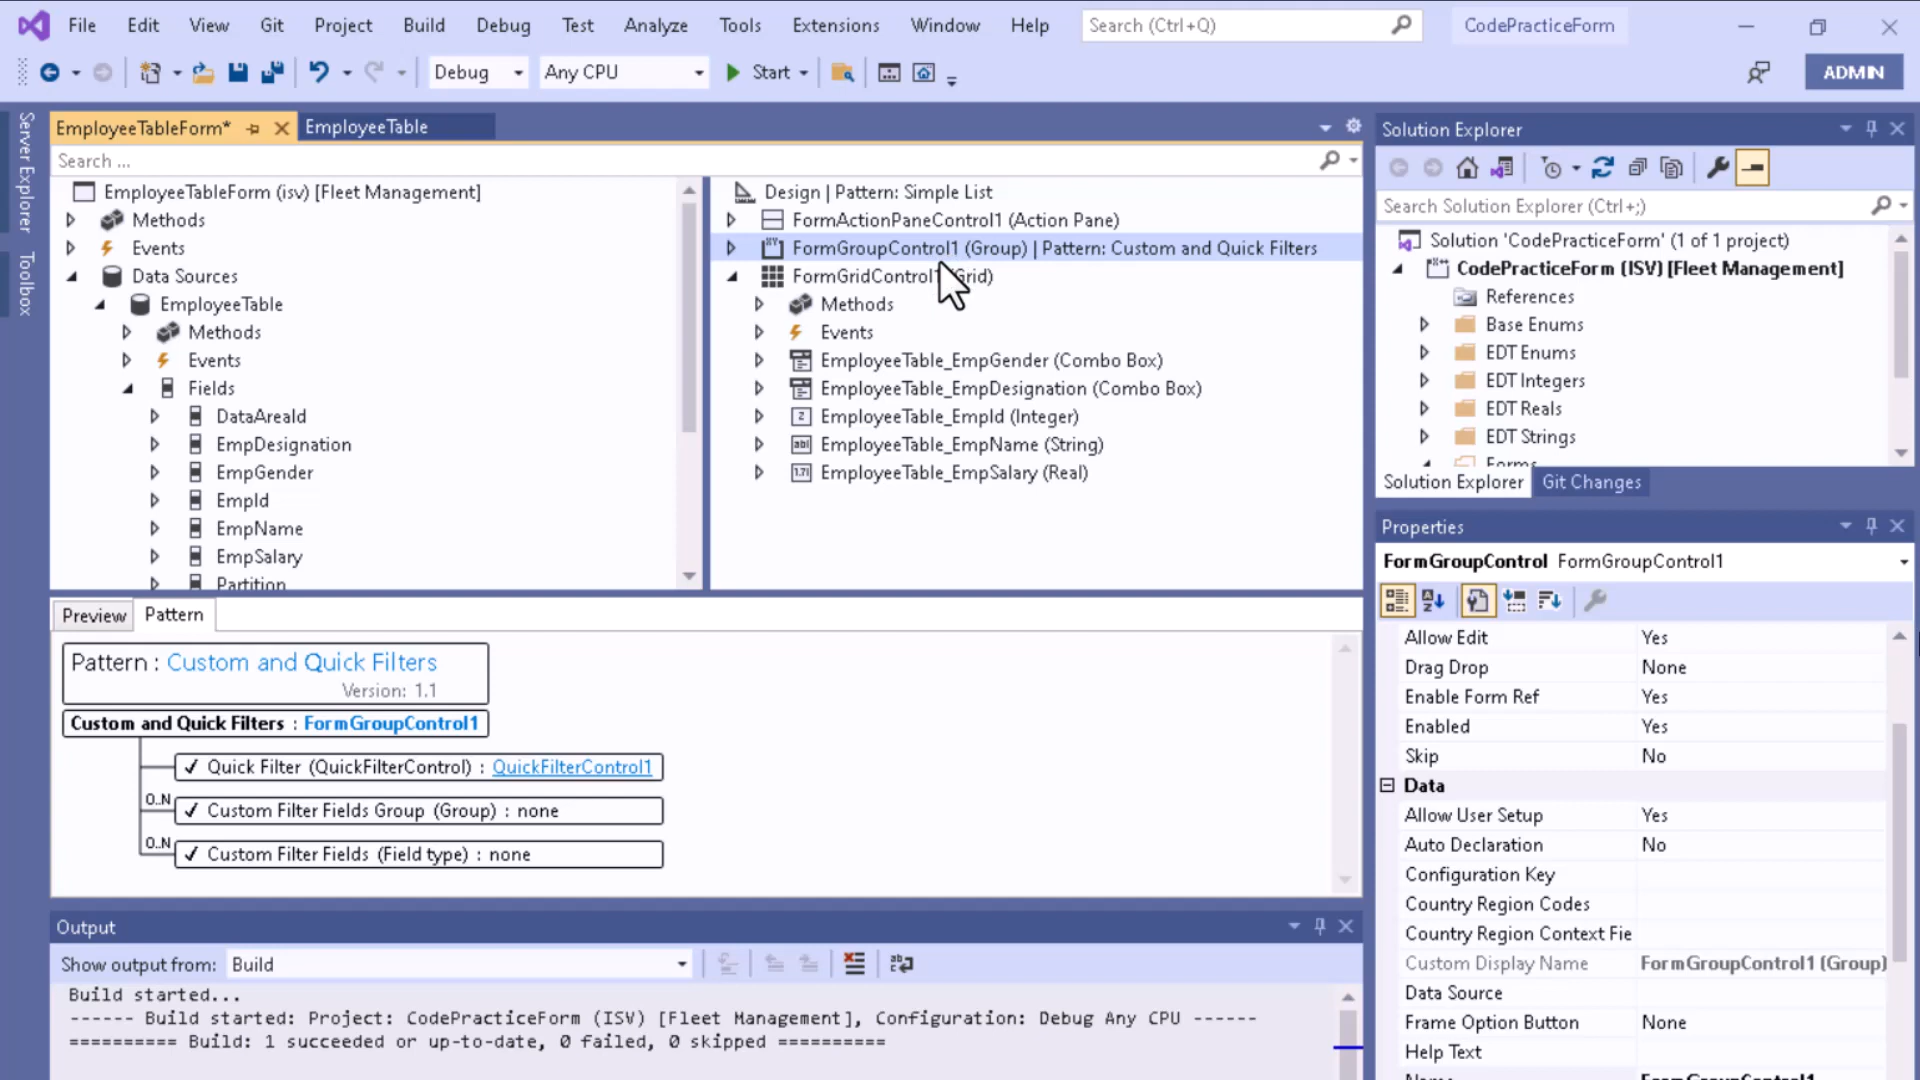 File Edit View Git Project Build Debug Test Analyze Tools Extensions Window Help Search (Ctrl+Q) CodePracticeForm
Debug Any CPU Start ADMIN
Server Explorer
Toolbox
EmployeeTableForm* EmployeeTable
Search ...
EmployeeTableForm (isv) [Fleet Management]
Methods
Events
Data Sources
EmployeeTable
Methods
Events
Fields
DataAreaId
EmpDesignation
EmpGender
EmpId
EmpName
EmpSalary
Partition
Design | Pattern: Simple List
FormActionPaneControl1 (Action Pane)
FormGroupControl1 (Group) | Pattern: Custom and Quick Filters
FormGridControl1 (Grid)
Methods
Events
EmployeeTable_EmpGender (Combo Box)
EmployeeTable_EmpDesignation (Combo Box)
EmployeeTable_EmpId (Integer)
EmployeeTable_EmpName (String)
EmployeeTable_EmpSalary (Real)
Preview Pattern
Pattern : Custom and Quick Filters
Version: 1.1
Custom and Quick Filters : FormGroupControl1
✓ Quick Filter (QuickFilterControl) : QuickFilterControl1
0..N ✓ Custom Filter Fields Group (Group) : none
0..N ✓ Custom Filter Fields (Field type) : none
Output
Show output from: Build
Build started...
------ Build started: Project: CodePracticeForm (ISV) [Fleet Management], Configuration: Debug Any CPU ------
========== Build: 1 succeeded or up-to-date, 0 failed, 0 skipped ==========
Solution Explorer
Search Solution Explorer (Ctrl+;)
Solution 'CodePracticeForm' (1 of 1 project)
CodePracticeForm (ISV) [Fleet Management]
References
Base Enums
EDT Enums
EDT Integers
EDT Reals
EDT Strings
Forms
Solution Explorer Git Changes
Properties
FormGroupControl FormGroupControl1
Allow Edit Yes
Drag Drop None
Enable Form Ref Yes
Enabled Yes
Skip No
Data
Allow User Setup Yes
Auto Declaration No
Configuration Key
Country Region Codes
Country Region Context Fie
Custom Display Name FormGroupControl1 (Group)
Data Source
Frame Option Button None
Help Text
Name FormGroupControl1